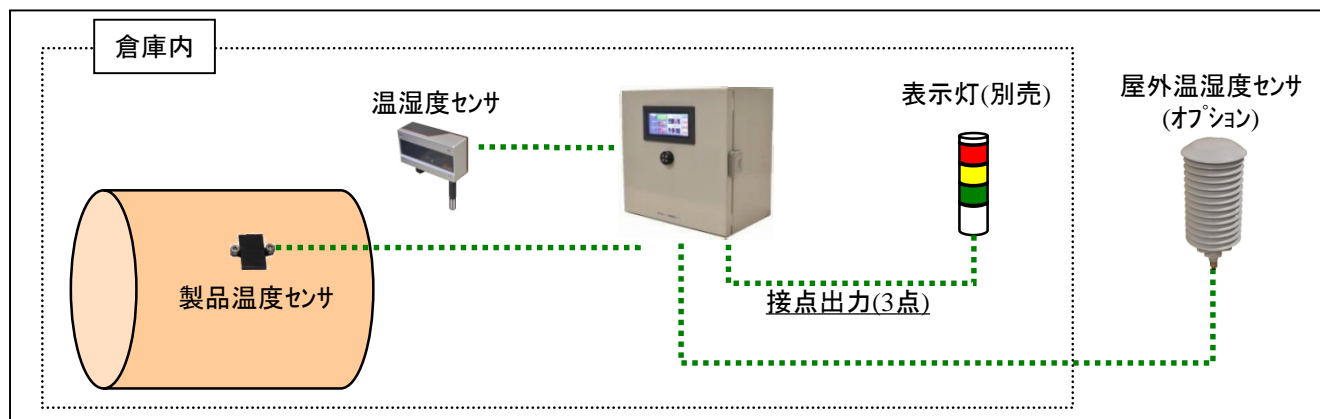 倉庫内
温湿度センサ
表示灯(別売)
屋外温湿度センサ
(オプション)
製品温度センサ
接点出力(3点)